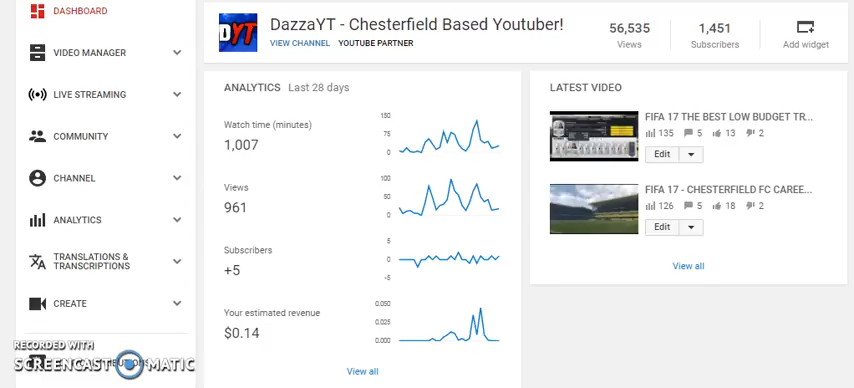 DASHBOARD
VIDEO MANAGER
LIVE STREAMING
COMMUNITY
CHANNEL
ANALYTICS
TRANSLATIONS &
TRANSCRIPTIONS
CREATE
RECORDED WITH
SCREENCAST MATIC
YT
DazzaYT - Chesterfield Based Youtuber!
VIEW CHANNEL YOUTUBE PARTNER
56,535
Views
1,451
Subscribers
Add widget
ANALYTICS Last 28 days
Watch time (minutes)
1,007
150
75
0
Views
961
100
50
0
Subscribers
+5
5
0
-5
Your estimated revenue
$0.14
0.050
0.025
0.000
View all
LATEST VIDEO
FIFA 17 THE BEST LOW BUDGET TR...
135 5 13 2
Edit
FIFA 17 - CHESTERFIELD FC CAREE...
126 5 18 2
Edit
View all